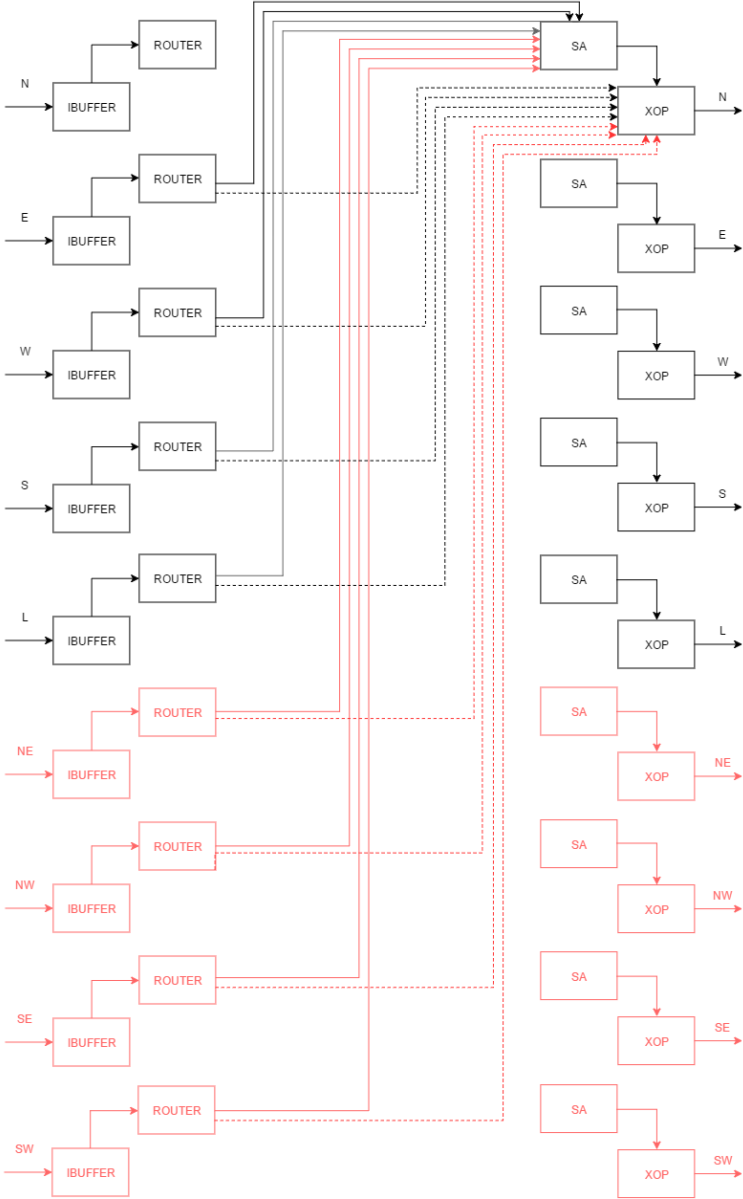 ROUTER
SA
N
IBUFFER
XOP
N
ROUTER
SA
E
IBUFFER
XOP
E
ROUTER
SA
W
IBUFFER
XOP
W
ROUTER
SA
S
IBUFFER
XOP
S
ROUTER
SA
L
IBUFFER
XOP
L
ROUTER
SA
NE
IBUFFER
XOP
NE
ROUTER
SA
NW
IBUFFER
XOP
NW
ROUTER
SA
SE
IBUFFER
XOP
SE
ROUTER
SA
SW
IBUFFER
XOP
SW